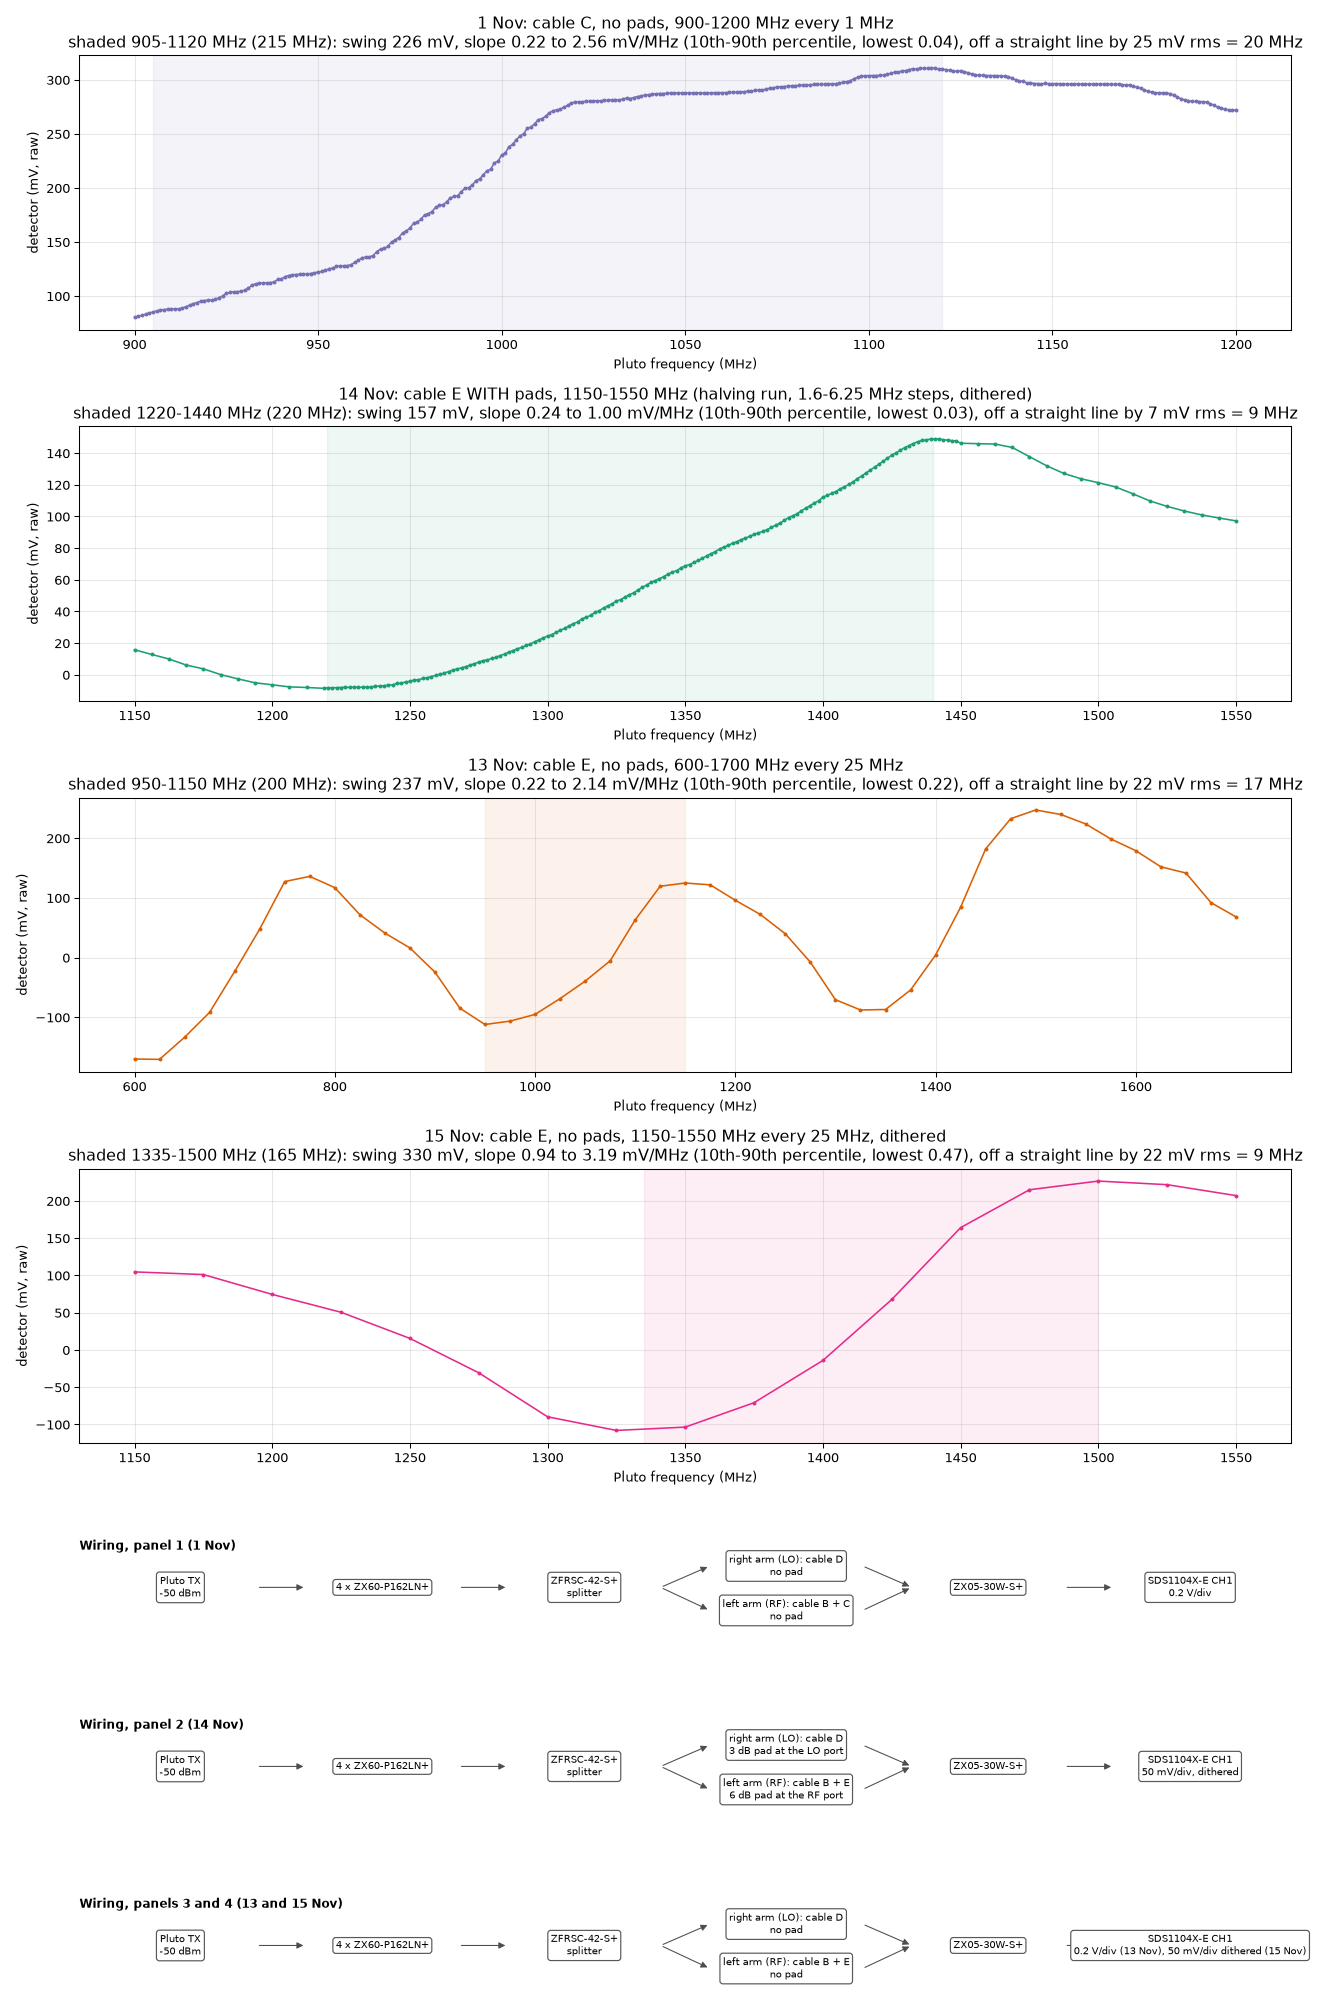 1 Nov: cable C, no pads, 900-1200 MHz every 1 MHz
shaded 905-1120 MHz (215 MHz): swing 226 mV, slope 0.22 to 2.56 mV/MHz (10th-90th percentile, lowest 0.04), off a straight line by 25 mV rms = 20 MHz
detector (mV, raw)
300
250
200
150
100
900 950 1000 1050 1100 1150 1200
Pluto frequency (MHz)
14 Nov: cable E WITH pads, 1150-1550 MHz (halving run, 1.6-6.25 MHz steps, dithered)
shaded 1220-1440 MHz (220 MHz): swing 157 mV, slope 0.24 to 1.00 mV/MHz (10th-90th percentile, lowest 0.03), off a straight line by 7 mV rms = 9 MHz
detector (mV, raw)
140
120
100
80
60
40
20
0
1150 1200 1250 1300 1350 1400 1450 1500 1550
Pluto frequency (MHz)
13 Nov: cable E, no pads, 600-1700 MHz every 25 MHz
shaded 950-1150 MHz (200 MHz): swing 237 mV, slope 0.22 to 2.14 mV/MHz (10th-90th percentile, lowest 0.22), off a straight line by 22 mV rms = 17 MHz
detector (mV, raw)
200
100
0
−100
600 800 1000 1200 1400 1600
Pluto frequency (MHz)
15 Nov: cable E, no pads, 1150-1550 MHz every 25 MHz, dithered
shaded 1335-1500 MHz (165 MHz): swing 330 mV, slope 0.94 to 3.19 mV/MHz (10th-90th percentile, lowest 0.47), off a straight line by 22 mV rms = 9 MHz
detector (mV, raw)
200
150
100
50
0
−50
−100
1150 1200 1250 1300 1350 1400 1450 1500 1550
Pluto frequency (MHz)
Wiring, panel 1 (1 Nov)
Pluto TX
-50 dBm
4 x ZX60-P162LN+
ZFRSC-42-S+
splitter
right arm (LO): cable D
no pad
left arm (RF): cable B + C
no pad
ZX05-30W-S+
SDS1104X-E CH1
0.2 V/div
Wiring, panel 2 (14 Nov)
Pluto TX
-50 dBm
4 x ZX60-P162LN+
ZFRSC-42-S+
splitter
right arm (LO): cable D
3 dB pad at the LO port
left arm (RF): cable B + E
6 dB pad at the RF port
ZX05-30W-S+
SDS1104X-E CH1
50 mV/div, dithered
Wiring, panels 3 and 4 (13 and 15 Nov)
Pluto TX
-50 dBm
4 x ZX60-P162LN+
ZFRSC-42-S+
splitter
right arm (LO): cable D
no pad
left arm (RF): cable B + E
no pad
ZX05-30W-S+
SDS1104X-E CH1
0.2 V/div (13 Nov), 50 mV/div dithered (15 Nov)